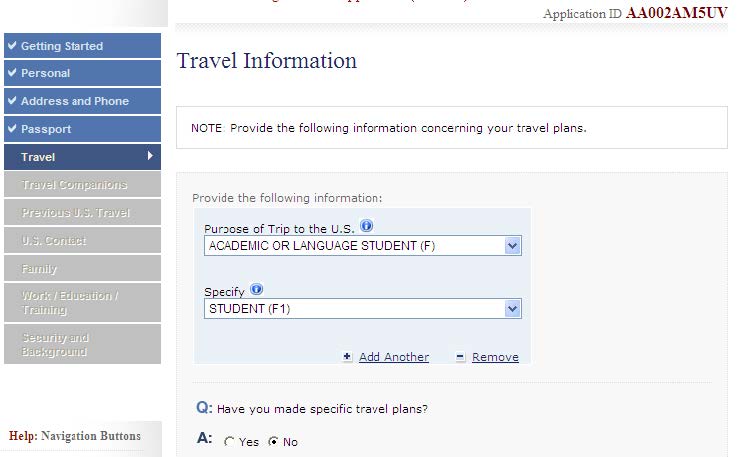 Application ID AA002AM5UV
Getting Started
Personal
Address and Phone
Passport
Travel
Travel Companions
Previous U.S. Travel
U.S. Contact
Family
Work / Education /
Training
Security and
Background
Help: Navigation Buttons
Travel Information
NOTE: Provide the following information concerning your travel plans.
Provide the following information:
Purpose of Trip to the U.S.
ACADEMIC OR LANGUAGE STUDENT (F)
Specify
STUDENT (F1)
Add Another Remove
Q: Have you made specific travel plans?
A: Yes No